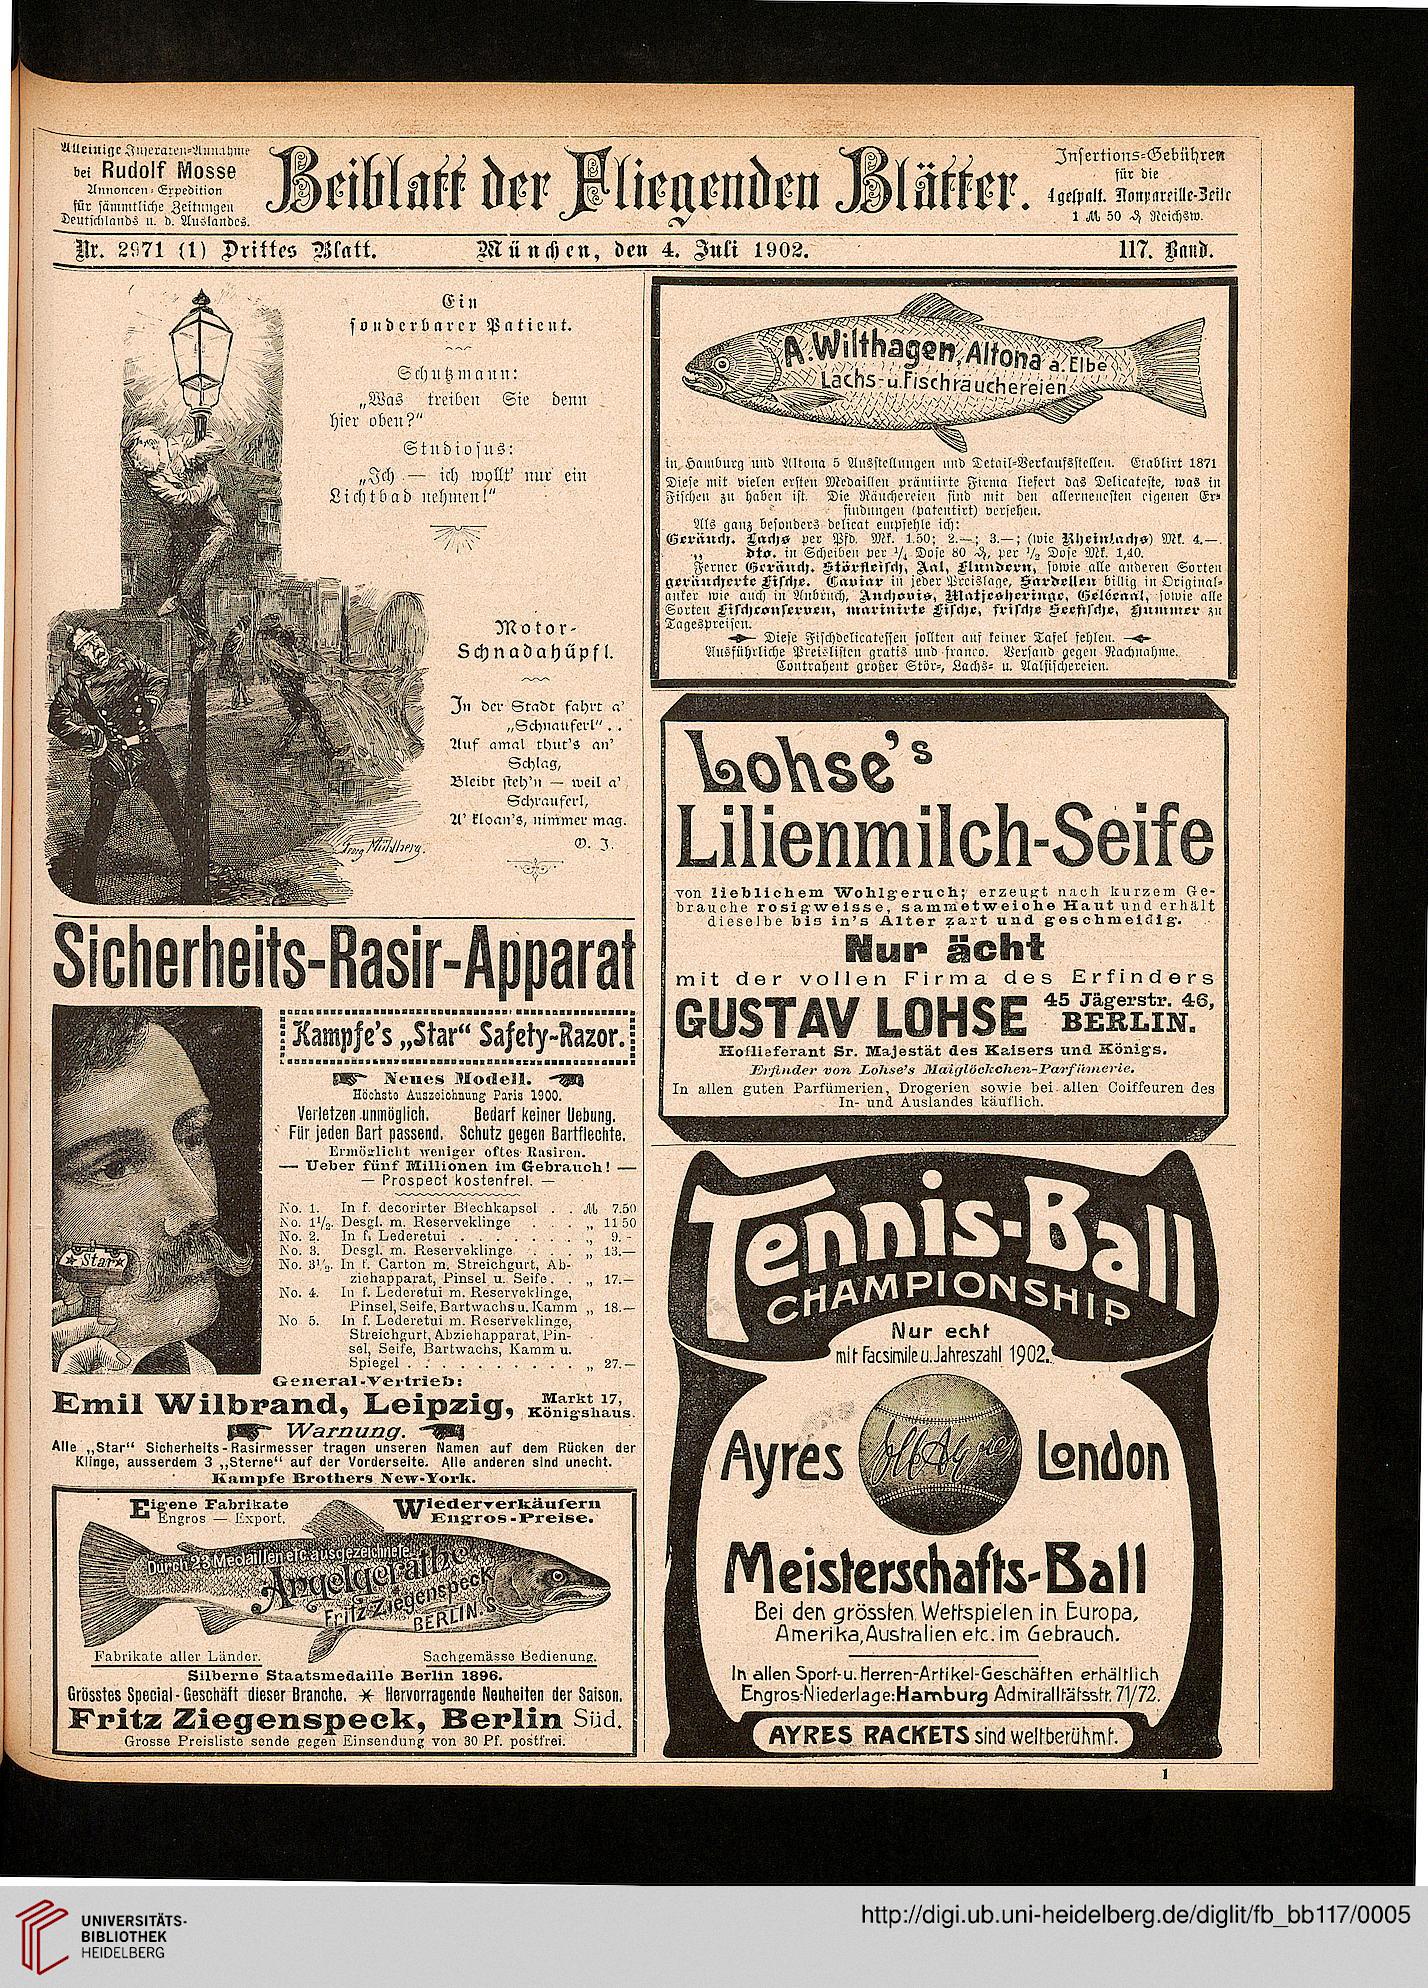 Alleinige Inseraten-Annahme
bei Rudolf Mosse
Annoncen-Expedition
für sämmtliche Zeitungen
Deutschlands u. d. Auslandes.
Beiblatt der Fliegenden Blätter.
Insertions-Gebühren
für die
4gespalt. Nonpareille-Zeile
1 ℳ 50 ₰ Reichsw.
Nr. 2971 (1) Drittes Blatt. München, den 4. Juli 1902. 117. Band.
Ein
sonderbarer Patient.
Schutzmann:
„Was treiben Sie denn
hier oben?"
Studiosus:
„Ich — ich wollt' nur ein
Lichtbad nehmen!"
Motor-
Schnadahüpfl.
In der Stadt fahrt a'
„Schnauferl" . .
Auf amal thut's an'
Schlag,
Bleibt steh'n — weil a'
Schrauferl,
A' kloan's, nimmer mag.
O. J.
Georg Mühlberg.
Sicherheits-Rasir-Apparat
Kampfe's „Star" Safety-Razor.
Neues Modell.
Höchste Auszeichnung Paris 1900.
Verletzen unmöglich. Bedarf keiner Uebung.
Für jeden Bart passend. Schutz gegen Bartflechte.
Ermöglicht weniger oftes Rasiren.
— Ueber fünf Millionen im Gebrauch! —
— Prospect kostenfrei. —
No. 1. In f. decorirter Blechkapsel . . ℳ 7.50
No. 1½. Desgl. m. Reserveklinge . . . „ 11 50
No. 2. In f. Lederetui . . . . . . . „ 9.-
No. 3. Desgl. m. Reserveklinge . . . „ 13.—
No. 3½. In f. Carton m. Streichgurt, Ab-
ziehapparat, Pinsel u. Seife . . „ 17.—
No. 4. In f. Lederetui m. Reserveklinge,
Pinsel, Seife, Bartwachs u. Kamm „ 18.—
No 5. In f. Lederetui m. Reserveklinge,
Streichgurt, Abziehapparat, Pin-
sel, Seife, Bartwachs, Kamm u.
Spiegel . . . . . . . . . . „ 27.—
Star
General-Vertrieb:
Emil Wilbrand, Leipzig, Markt 17,
Königshaus.
Warnung.
Alle „Star" Sicherheits-Rasirmesser tragen unseren Namen auf dem Rücken der
Klinge, ausserdem 3 „Sterne" auf der Vorderseite. Alle anderen sind unecht.
Kampfe Brothers New-York.
Eigene Fabrikate
Engros — Export.
Wiederverkäufern
Engros-Preise.
Durch 23 Medaillen etc. ausgezeichnete
Angelgeräthe
Fritz Ziegenspeck
BERLIN. S
Fabrikate aller Länder. Sachgemässe Bedienung.
Silberne Staatsmedaille Berlin 1896.
Grösstes Special-Geschäft dieser Branche. Hervorragende Neuheiten der Saison.
Fritz Ziegenspeck, Berlin Süd.
Grosse Preisliste sende gegen Einsendung von 30 Pf. postfrei.
A. Wilthagen, Altona a. Elbe
Lachs- u. Fischräuchereien
in Hamburg und Altona 5 Ausstellungen und Detail-Verkaufsstellen. Etablirt 1871
Diese mit vielen ersten Medaillen prämiirte Firma liefert das Delicateste, was in
Fischen zu haben ist. Die Räuchereien sind mit den allerneuesten eigenen Er-
findungen (patentirt) versehen.
Als ganz besonders delicat empfehle ich:
Geräuch. Lachs per Pfd. Mk. 1.50; 2.—; 3.—; (wie Rheinlachs) Mk. 4.—.
„ dto. in Scheiben per ¼ Dose 80 ₰, per ½ Dose Mk. 1,40.
Ferner Geräuch. Störfleisch, Aal, Flundern, sowie alle anderen Sorten
geräucherte Fische. Caviar in jeder Preislage, Sardellen billig in Original-
anker wie auch in Anbruch, Anchovis, Matjesheringe, Geléeaal, sowie alle
Sorten Fischconserven, marinirte Fische, frische Seefische, Hummer zu
Tagespreisen.
Diese Fischdelicatessen sollten auf keiner Tafel fehlen.
Ausführliche Preislisten gratis und franco. Versand gegen Nachnahme.
Contrahent großer Stör-, Lachs- u. Aalfischereien.
Lohse's
Lilienmilch-Seife
von lieblichem Wohlgeruch; erzeugt nach kurzem Ge-
brauche rosigweisse, sammetweiche Haut und erhält
dieselbe bis in's Alter zart und geschmeidig.
Nur ächt
mit der vollen Firma des Erfinders
GUSTAV LOHSE 45 Jägerstr. 46,
BERLIN.
Hoflieferant Sr. Majestät des Kaisers und Königs.
Erfinder von Lohse's Maiglöckchen-Parfümerie.
In allen guten Parfümerien, Drogerien sowie bei allen Coiffeuren des
In- und Auslandes käuflich.
Tennis-Ball
CHAMPIONSHIP
Nur echt
mit Facsimile u. Jahreszahl 1902.
Ayres London
Meisterschafts-Ball
Bei den grössten Wettspielen in Europa,
Amerika, Australien etc. im Gebrauch.
In allen Sport- u. Herren-Artikel-Geschäften erhältlich
Engros-Niederlage: Hamburg Admiralitätsstr. 71/72.
AYRES RACKETS sind weltberühmt.
1
UNIVERSITÄTS-
BIBLIOTHEK
HEIDELBERG
http://digi.ub.uni-heidelberg.de/diglit/fb_bb117/0005